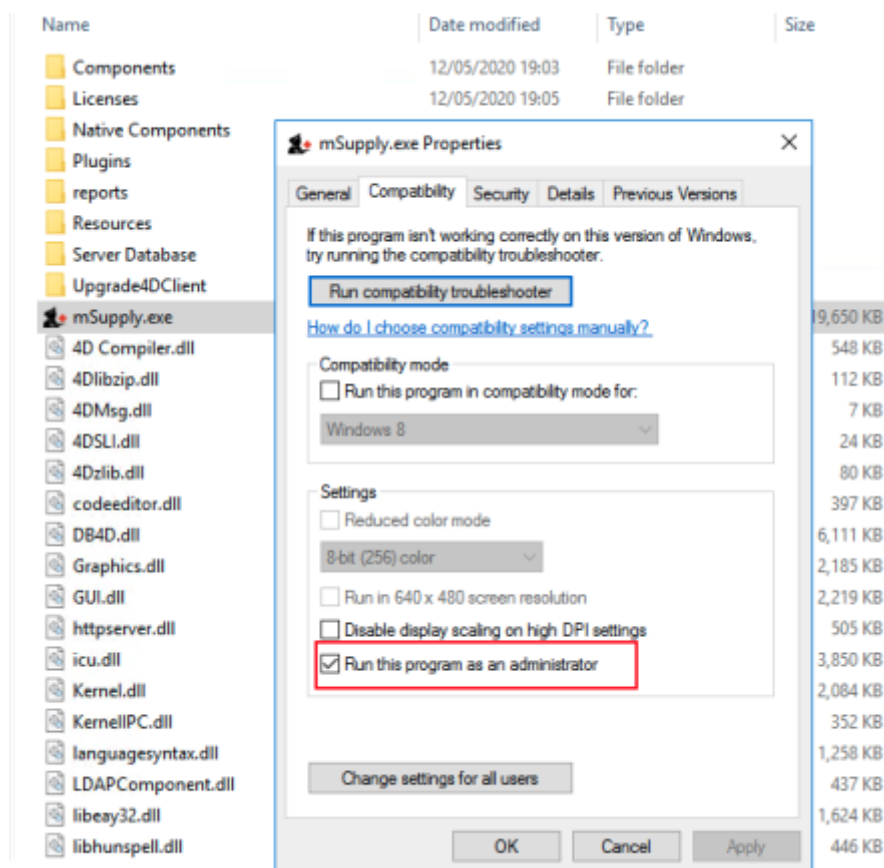 Name Date modified Type Size
Components 12/05/2020 19:03 File folder
Licenses 12/05/2020 19:05 File folder
Native Components
Plugins
reports
Resources
Server Database
Upgrade4DClient
mSupply.exe 9,650 KB
4D Compiler.dll 548 KB
4Dlibzip.dll 112 KB
4DMsg.dll 7 KB
4DSLI.dll 24 KB
4Dzlib.dll 80 KB
codeeditor.dll 397 KB
DB4D.dll 6,111 KB
Graphics.dll 2,185 KB
GUI.dll 2,219 KB
httpserver.dll 505 KB
icu.dll 3,850 KB
Kernel.dll 2,084 KB
KernelIPC.dll 352 KB
languagesyntax.dll 1,258 KB
LDAPComponent.dll 437 KB
libeay32.dll 1,624 KB
libhunspell.dll 446 KB
mSupply.exe Properties
General Compatibility Security Details Previous Versions
If this program isn't working correctly on this version of Windows,
try running the compatibility troubleshooter.
Run compatibility troubleshooter
How do I choose compatibility settings manually?
Compatibility mode
Run this program in compatibility mode for:
Windows 8
Settings
Reduced color mode
8-bit (256) color
Run in 640 x 480 screen resolution
Disable display scaling on high DPI settings
Run this program as an administrator
Change settings for all users
OK Cancel Apply